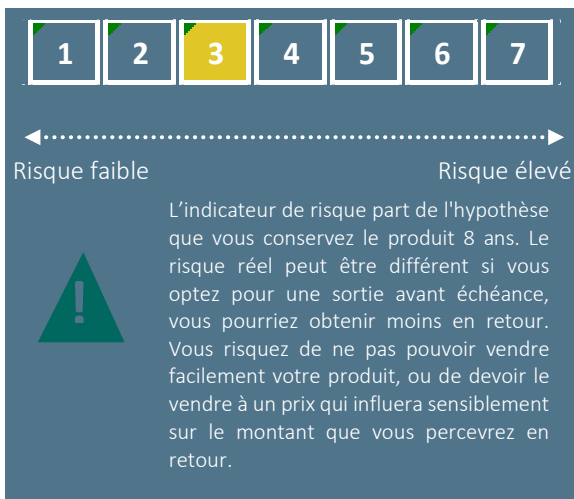 1 2 3 4 5 6 7
Risque faible Risque élevé
L’indicateur de risque part de l'hypothèse
que vous conservez le produit 8 ans. Le
risque réel peut être différent si vous
optez pour une sortie avant échéance,
vous pourriez obtenir moins en retour.
Vous risquez de ne pas pouvoir vendre
facilement votre produit, ou de devoir le
vendre à un prix qui influera sensiblement
sur le montant que vous percevrez en
retour.
!